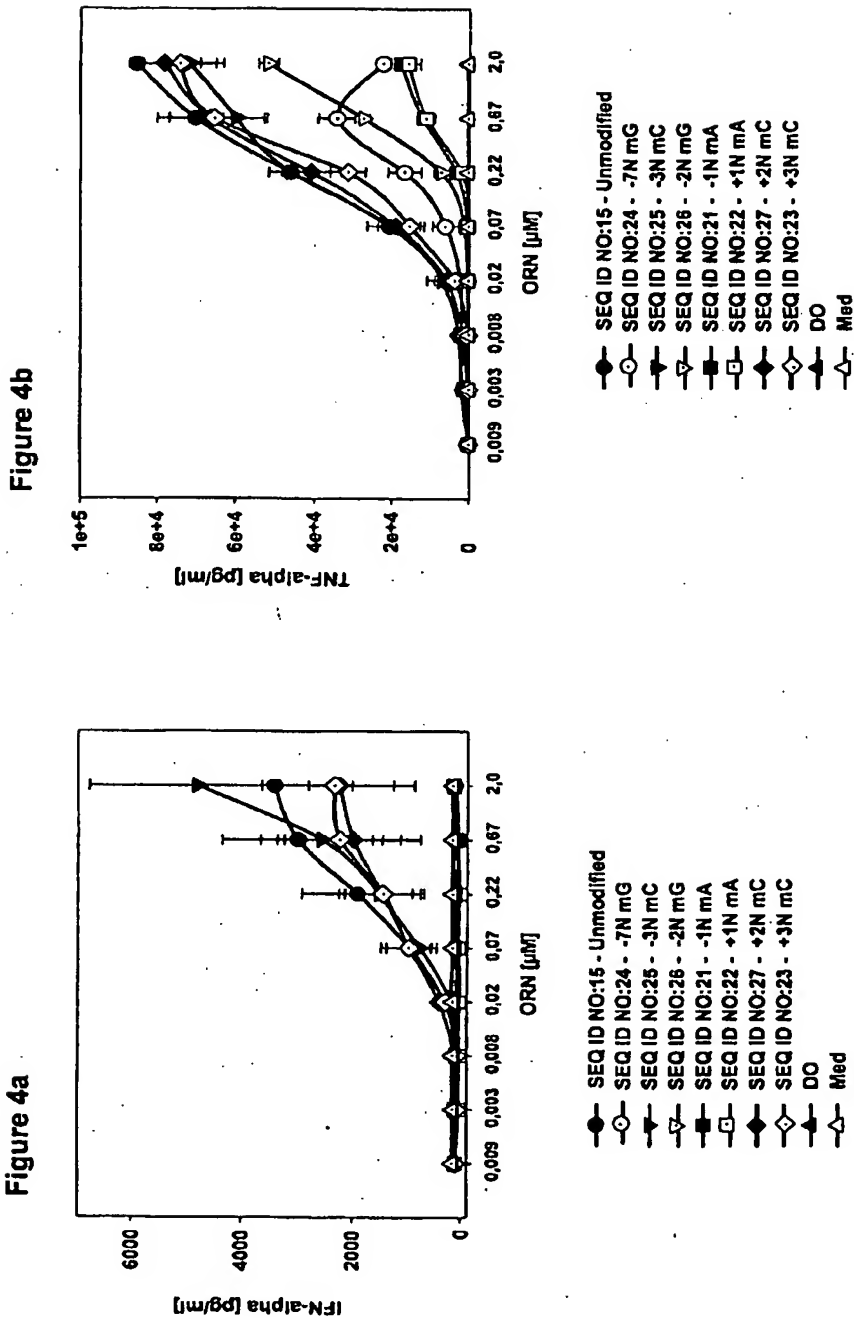 Figure 4a
IFN-alpha [pg/ml]
6000
4000
2000
0
0,009 0,003 0,008 0,02 0,07 0,22 0,67 2,0
ORN [µM]
SEQ ID NO:15 - Unmodified
SEQ ID NO:24 - -7N mG
SEQ ID NO:25 - -3N mC
SEQ ID NO:26 - -2N mG
SEQ ID NO:21 - -1N mA
SEQ ID NO:22 - +1N mA
SEQ ID NO:27 - +2N mC
SEQ ID NO:23 - +3N mC
DO
Med
Figure 4b
TNF-alpha [pg/ml]
1e+5
8e+4
6e+4
4e+4
2e+4
0
0,009 0,003 0,008 0,02 0,07 0,22 0,67 2,0
ORN [µM]
SEQ ID NO:15 - Unmodified
SEQ ID NO:24 - -7N mG
SEQ ID NO:25 - -3N mC
SEQ ID NO:26 - -2N mG
SEQ ID NO:21 - -1N mA
SEQ ID NO:22 - +1N mA
SEQ ID NO:27 - +2N mC
SEQ ID NO:23 - +3N mC
DO
Med